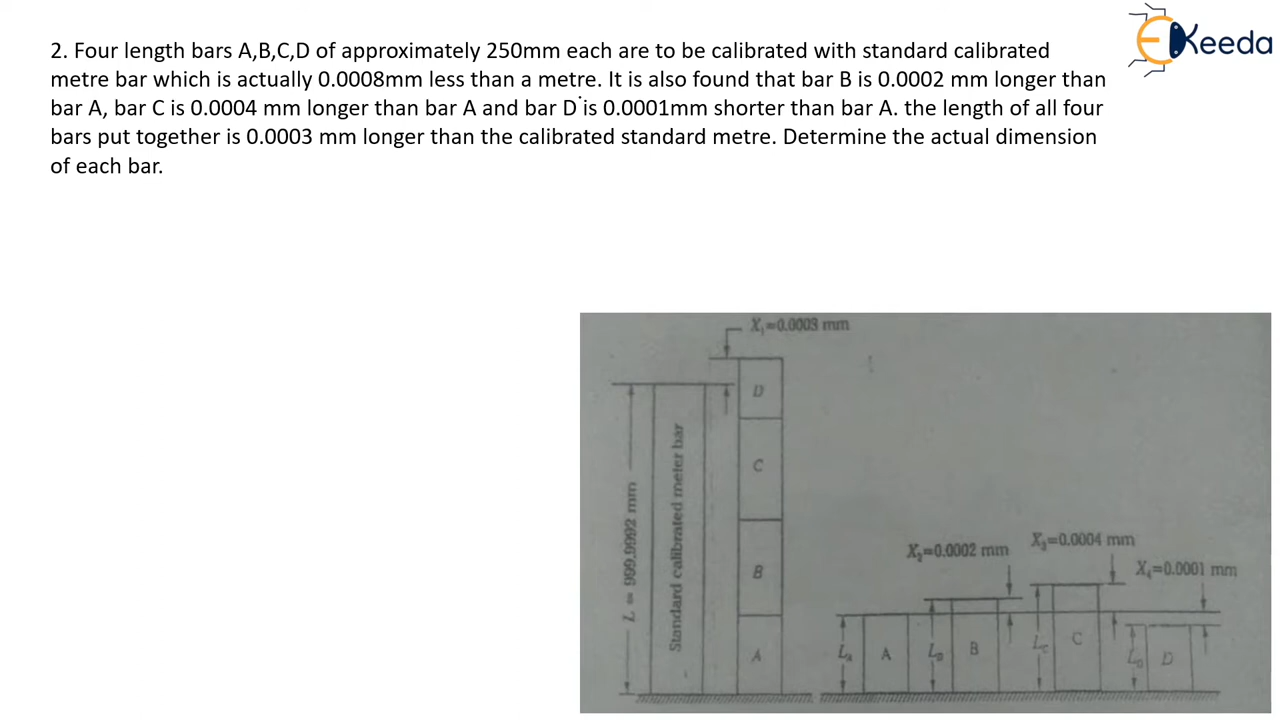 EKeeda
2. Four length bars A,B,C,D of approximately 250mm each are to be calibrated with standard calibrated
metre bar which is actually 0.0008mm less than a metre. It is also found that bar B is 0.0002 mm longer than
bar A, bar C is 0.0004 mm longer than bar A and bar D is 0.0001mm shorter than bar A. the length of all four
bars put together is 0.0003 mm longer than the calibrated standard metre. Determine the actual dimension
of each bar.
X₁=0.0003 mm
D
C
B
A
L = 999.9992 mm
Standard calibrated meter bar
X₂=0.0002 mm
X₃=0.0004 mm
X₄=0.0001 mm
L_A
A
L_B
B
L_C
C
L_D
D